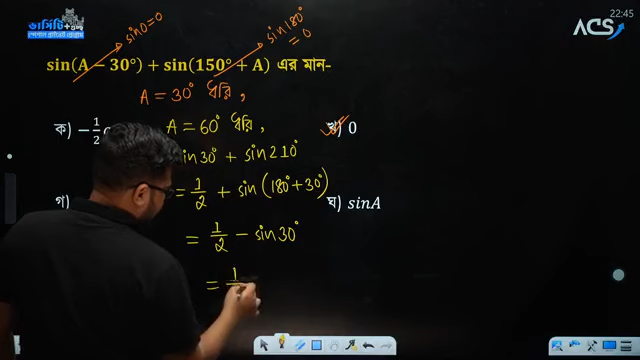 ভার্সিটি
স্পেশাল প্রাইভেট প্রোগ্রাম
22:45
ACS
sin0=0
sin180°
=0
sin(A − 30°) + sin(150° + A) এর মান-
A = 30° ধরি,
ক) −1/2
A = 60° ধরি,
খ) 0
sin30° + sin210°
= 1/2 + sin(180°+30°)
গ)
ঘ) sinA
= 1/2 − sin30°
= 1